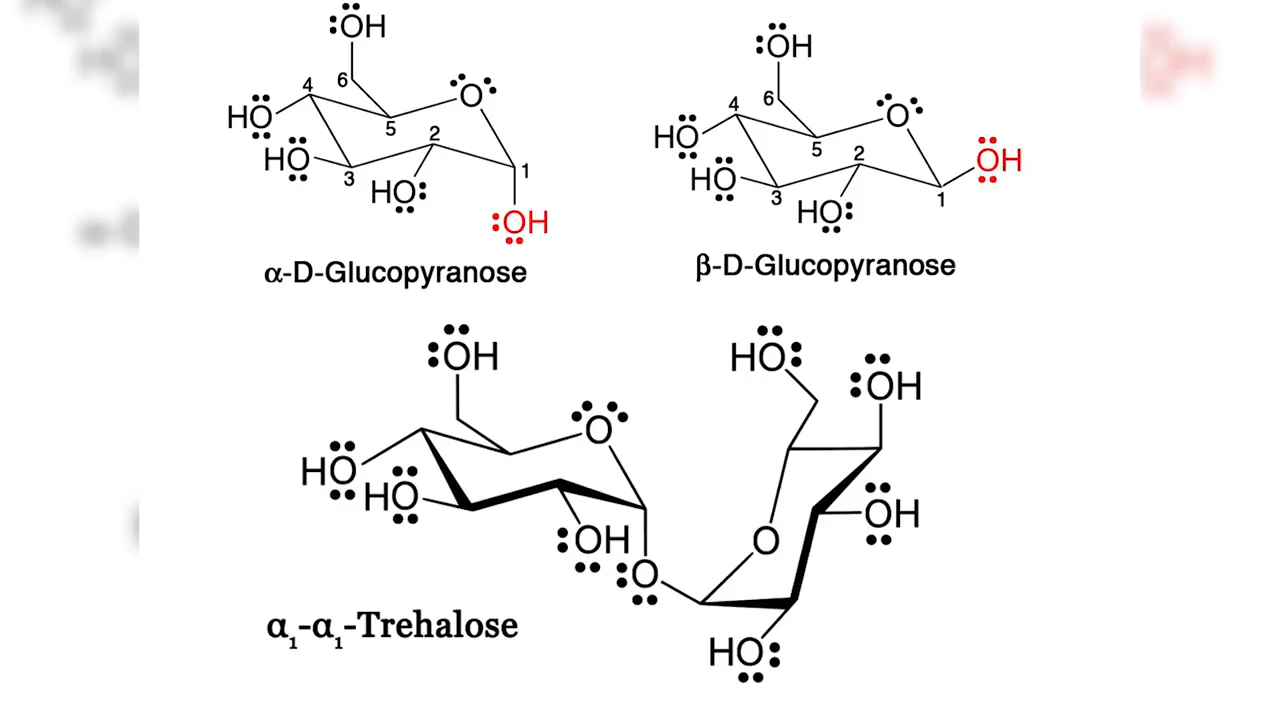 OH
HO
HO
HO
O
OH
1
2
3
4
5
6
α-D-Glucopyranose
OH
HO
HO
HO
O
OH
1
2
3
4
5
6
β-D-Glucopyranose
OH
HO
HO
OH
O
O
HO
OH
OH
O
HO
α₁-α₁-Trehalose